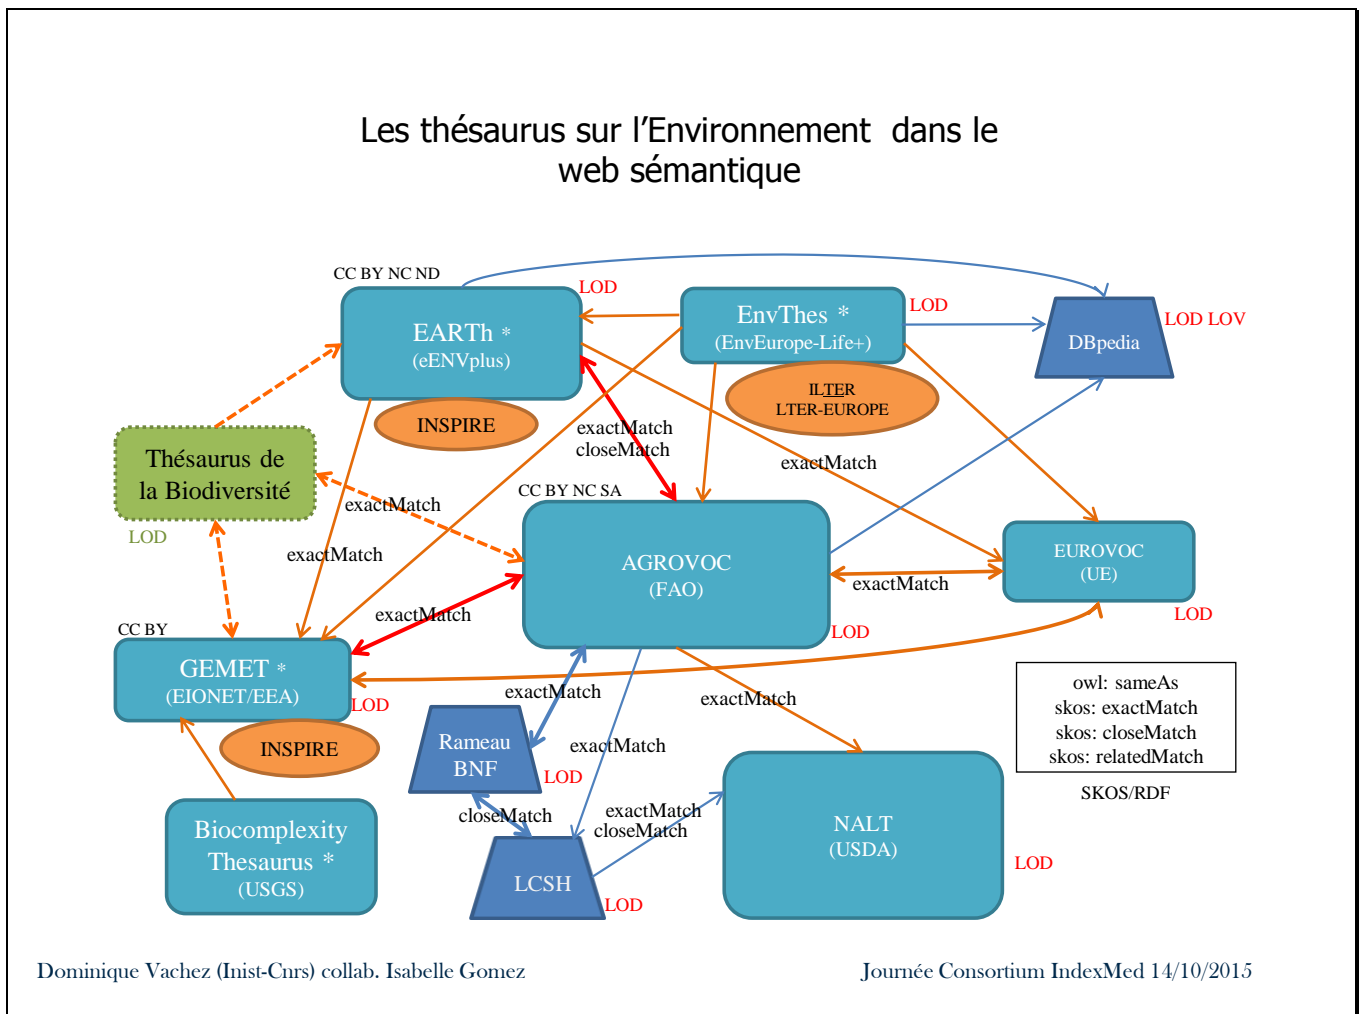 Les thésaurus sur l'Environnement dans le
web sémantique
CC BY NC ND
LOD
EARTh *
(eENVplus)
INSPIRE
EnvThes *
(EnvEurope-Life+)
LOD
ILTER
LTER-EUROPE
DBpedia
LOD LOV
Thésaurus de
la Biodiversité
LOD
exactMatch
closeMatch
exactMatch
exactMatch
exactMatch
CC BY NC SA
AGROVOC
(FAO)
LOD
exactMatch
EUROVOC
(UE)
LOD
exactMatch
CC BY
GEMET *
(EIONET/EEA)
LOD
INSPIRE
exactMatch
exactMatch
exactMatch
Rameau
BNF
LOD
closeMatch
exactMatch
closeMatch
LCSH
LOD
Biocomplexity
Thesaurus *
(USGS)
NALT
(USDA)
LOD
owl: sameAs
skos: exactMatch
skos: closeMatch
skos: relatedMatch
SKOS/RDF
Dominique Vachez (Inist-Cnrs) collab. Isabelle Gomez
Journée Consortium IndexMed 14/10/2015